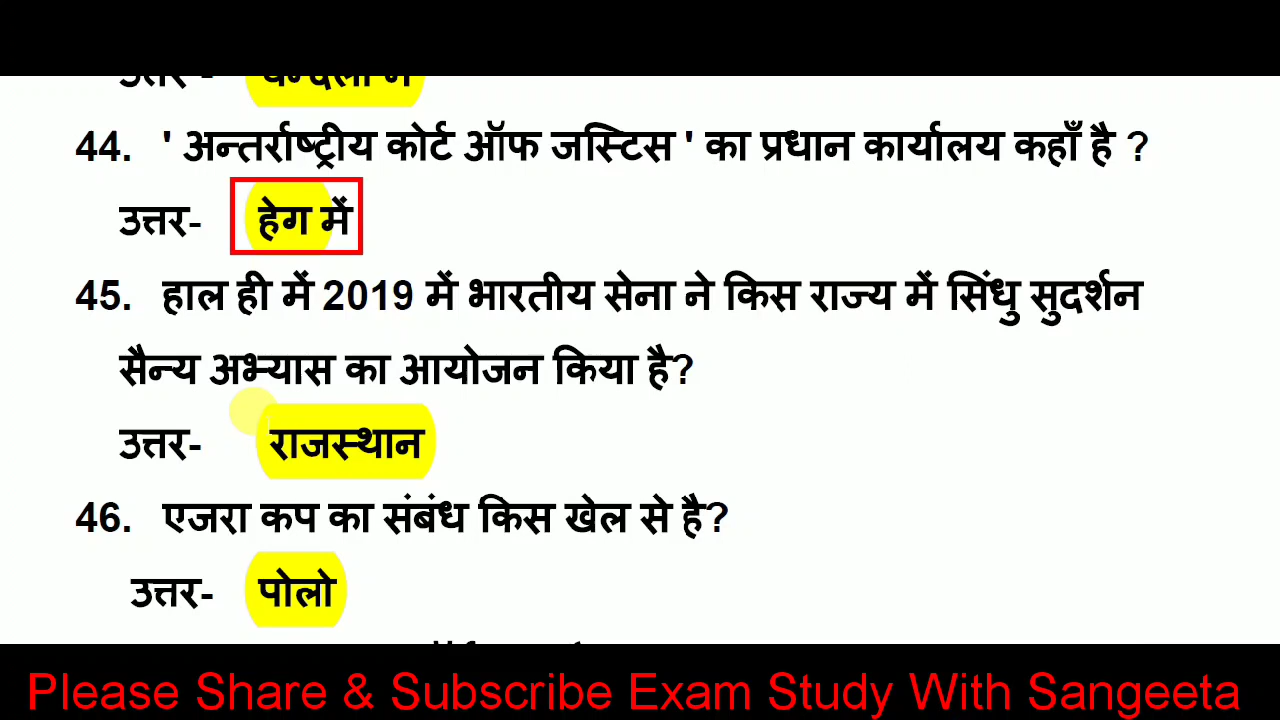 44. ' अन्तर्राष्ट्रीय कोर्ट ऑफ जस्टिस ' का प्रधान कार्यालय कहाँ है ?
उत्तर- हेग में
45. हाल ही में 2019 में भारतीय सेना ने किस राज्य में सिंधु सुदर्शन
सैन्य अभ्यास का आयोजन किया है?
उत्तर- राजस्थान
46. एजरा कप का संबंध किस खेल से है?
उत्तर- पोलो
Please Share & Subscribe Exam Study With Sangeeta